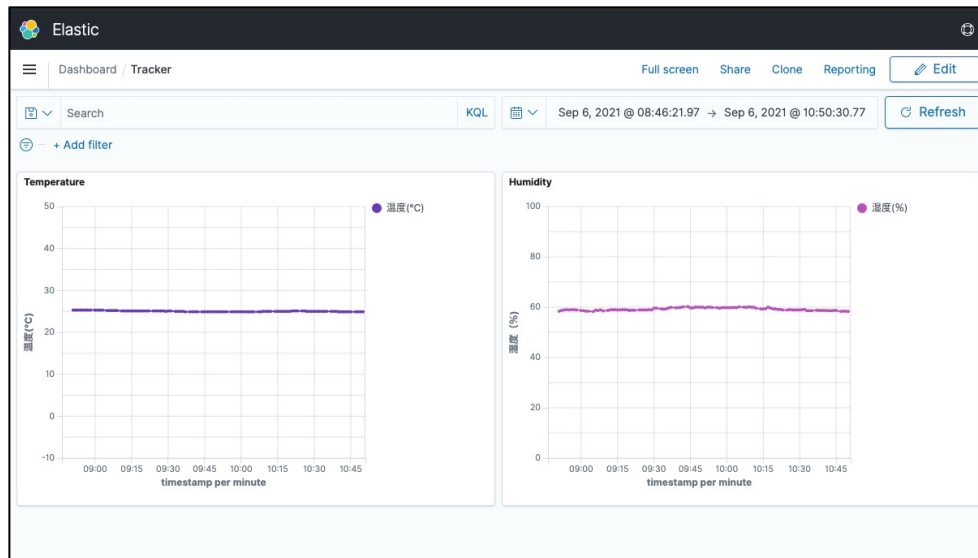 Elastic
Dashboard / Tracker
Full screen Share Clone Reporting Edit
Search KQL Sep 6, 2021 @ 08:46:21.97 → Sep 6, 2021 @ 10:50:30.77 Refresh
+ Add filter
Temperature
温度(°C)
50
40
30
20
10
0
-10
温度(°C)
09:00 09:15 09:30 09:45 10:00 10:15 10:30 10:45
timestamp per minute
Humidity
湿度(%)
100
80
60
40
20
0
湿度 (%)
09:00 09:15 09:30 09:45 10:00 10:15 10:30 10:45
timestamp per minute